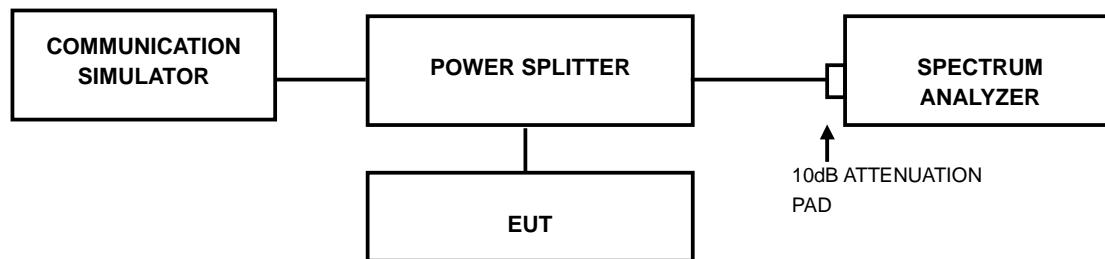 COMMUNICATION
SIMULATOR
POWER SPLITTER
SPECTRUM
ANALYZER
10dB ATTENUATION
PAD
EUT